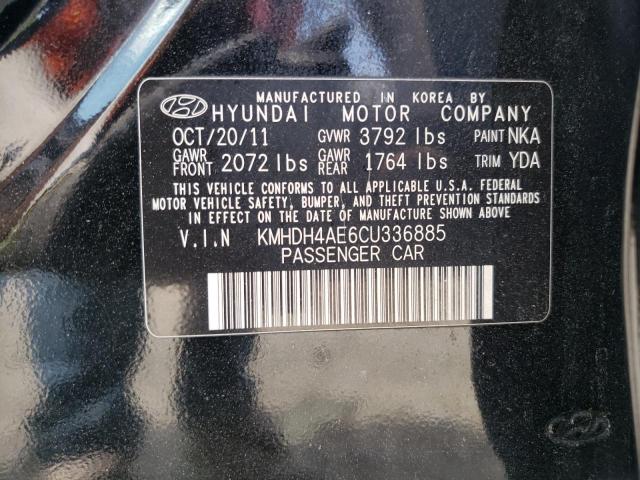 MANUFACTURED IN KOREA BY
HYUNDAI MOTOR COMPANY
OCT/20/11 GVWR 3792 lbs PAINT NKA
GAWR FRONT 2072 lbs GAWR REAR 1764 lbs TRIM YDA
THIS VEHICLE CONFORMS TO ALL APPLICABLE U.S.A. FEDERAL
MOTOR VEHICLE SAFETY, BUMPER, AND THEFT PREVENTION STANDARDS
IN EFFECT ON THE DATE OF MANUFACTURE SHOWN ABOVE
V.I.N KMHDH4AE6CU336885
PASSENGER CAR